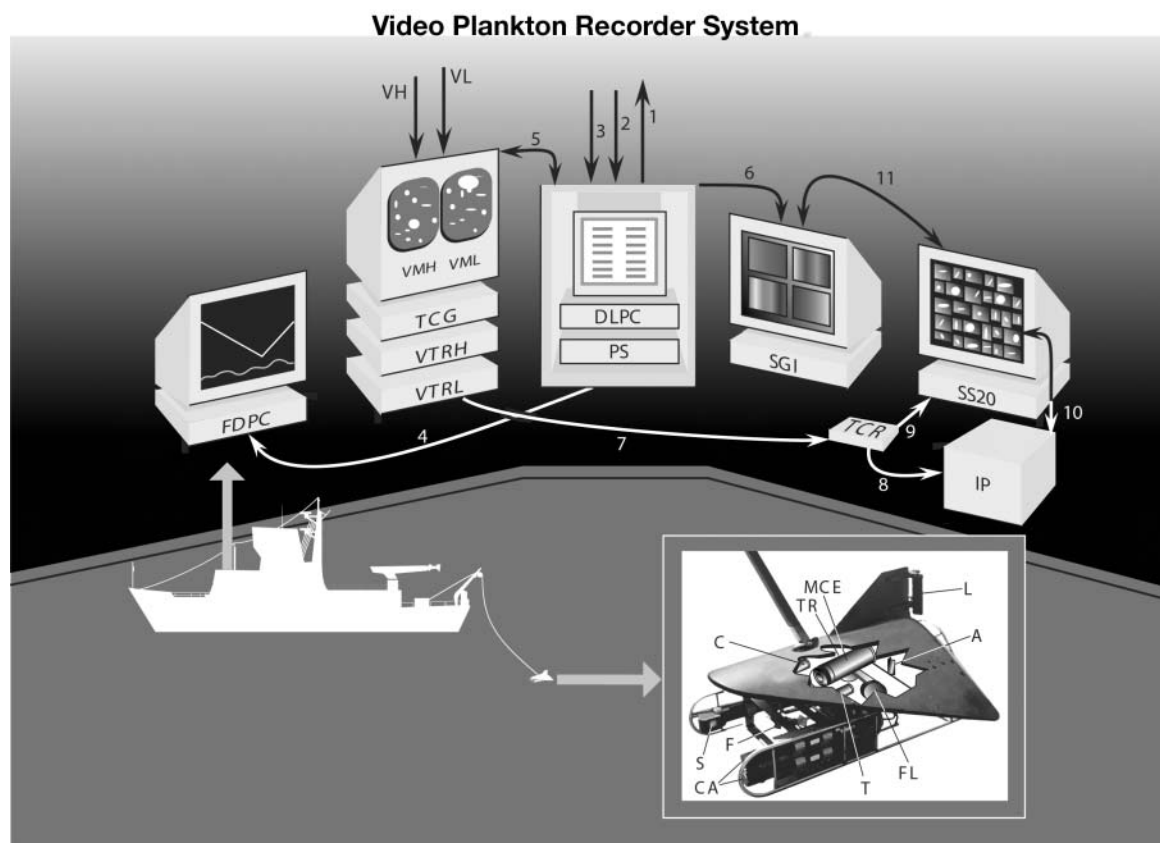 Video Plankton Recorder System
VH
VL
3
2
1
5
6
11
VMH
VML
TCG
VTRH
VTRL
DLPC
PS
SGI
SS20
FDPC
4
7
TCR
9
10
8
IP
MCE
TR
L
C
A
F
S
CA
T
FL